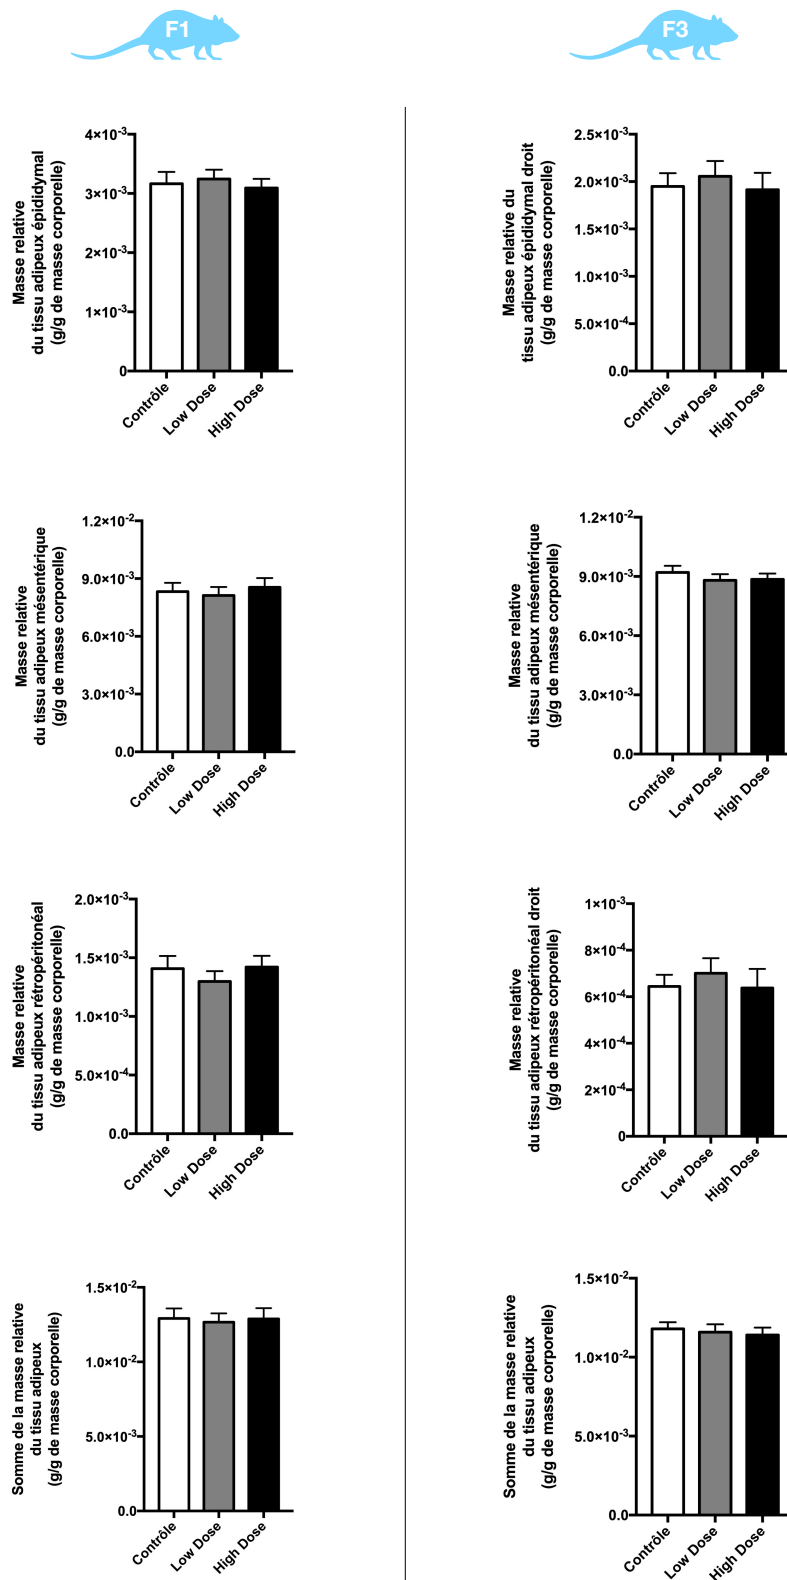 F1
F3
Masse relative
du tissu adipeux épididymal
(g/g de masse corporelle)
4×10-3
3×10-3
2×10-3
1×10-3
0
Contrôle
Low Dose
High Dose
Masse relative du
tissu adipeux épididymal droit
(g/g de masse corporelle)
2.5×10-3
2.0×10-3
1.5×10-3
1.0×10-3
5.0×10-4
0.0
Contrôle
Low Dose
High Dose
Masse relative
du tissu adipeux mésentérique
(g/g de masse corporelle)
1.2×10-2
9.0×10-3
6.0×10-3
3.0×10-3
0.0
Contrôle
Low Dose
High Dose
Masse relative
du tissu adipeux mésentérique
(g/g de masse corporelle)
1.2×10-2
9.0×10-3
6.0×10-3
3.0×10-3
0.0
Contrôle
Low Dose
High Dose
Masse relative
du tissu adipeux rétropéritonéal
(g/g de masse corporelle)
2.0×10-3
1.5×10-3
1.0×10-3
5.0×10-4
0.0
Contrôle
Low Dose
High Dose
Masse relative
du tissu adipeux rétropéritonéal droit
(g/g de masse corporelle)
1×10-3
8×10-4
6×10-4
4×10-4
2×10-4
0
Contrôle
Low Dose
High Dose
Somme de la masse relative
du tissu adipeux
(g/g de masse corporelle)
1.5×10-2
1.0×10-2
5.0×10-3
0.0
Contrôle
Low Dose
High Dose
Somme de la masse relative
du tissu adipeux
(g/g de masse corporelle)
1.5×10-2
1.0×10-2
5.0×10-3
0.0
Contrôle
Low Dose
High Dose